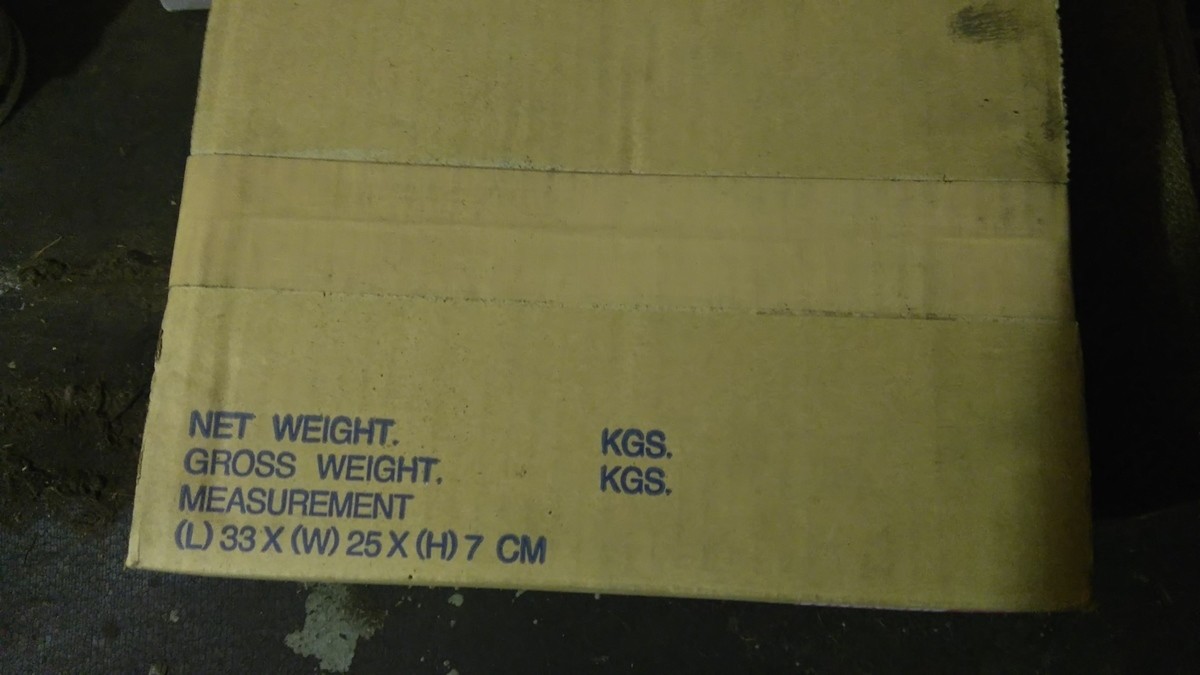 NET WEIGHT. KGS.
GROSS WEIGHT. KGS.
MEASUREMENT
(L) 33 X (W) 25 X (H) 7 CM